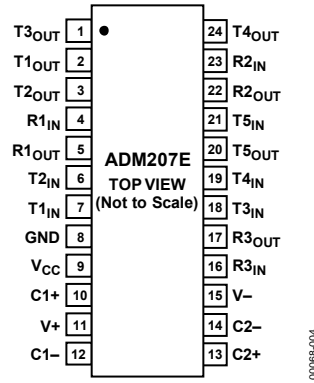 T3OUT 1 24 T4OUT
T1OUT 2 23 R2IN
T2OUT 3 22 R2OUT
R1IN 4 21 T5IN
R1OUT 5 20 T5OUT
T2IN 6 19 T4IN
T1IN 7 18 T3IN
GND 8 17 R3OUT
VCC 9 16 R3IN
C1+ 10 15 V–
V+ 11 14 C2–
C1– 12 13 C2+
ADM207E
TOP VIEW
(Not to Scale)
00068-004